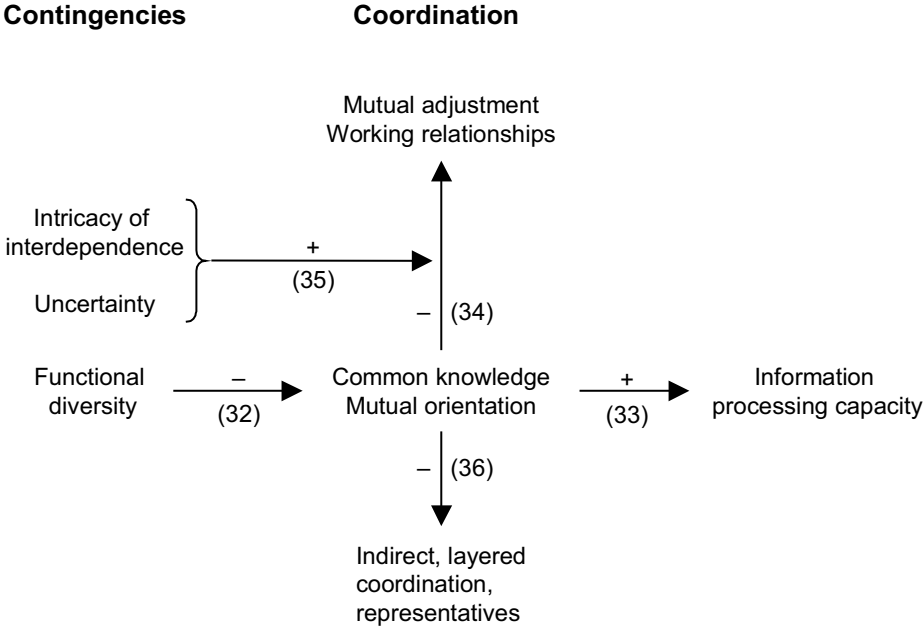 Contingencies
Coordination
Mutual adjustment
Working relationships
Intricacy of
interdependence
Uncertainty
+
(35)
– (34)
Functional
diversity
–
(32)
Common knowledge
Mutual orientation
+
(33)
Information
processing capacity
– (36)
Indirect, layered
coordination,
representatives